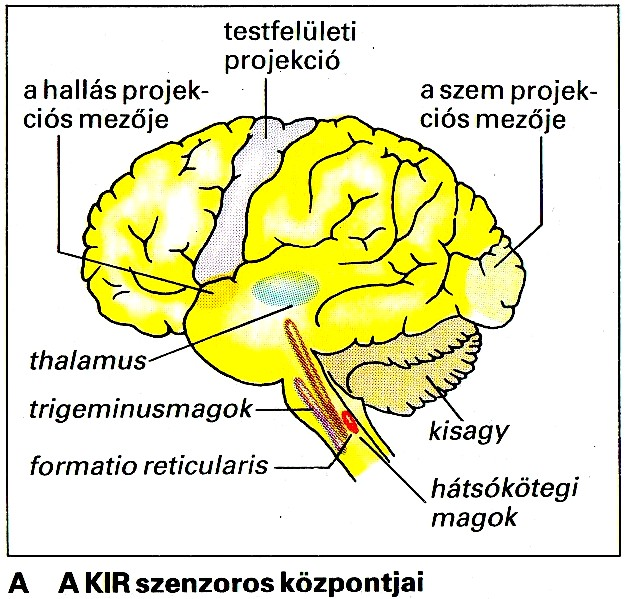 testfelületi
projekció
a hallás projek-
ciós mezője
a szem projek-
ciós mezője
thalamus
trigeminusmagok
formatio reticularis
kisagy
hátsókötegi
magok
A A KIR szenzoros központjai